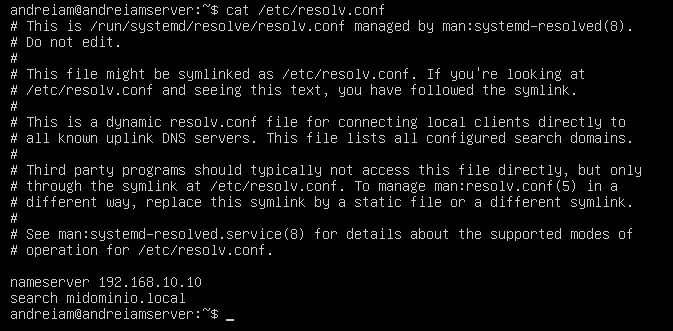 andreiam@andreiamserver:~$ cat /etc/resolv.conf
# This is /run/systemd/resolve/resolv.conf managed by man:systemd-resolved(8).
# Do not edit.
#
# This file might be symlinked as /etc/resolv.conf. If you're looking at
# /etc/resolv.conf and seeing this text, you have followed the symlink.
#
# This is a dynamic resolv.conf file for connecting local clients directly to
# all known uplink DNS servers. This file lists all configured search domains.
#
# Third party programs should typically not access this file directly, but only
# through the symlink at /etc/resolv.conf. To manage man:resolv.conf(5) in a
# different way, replace this symlink by a static file or a different symlink.
#
# See man:systemd-resolved.service(8) for details about the supported modes of
# operation for /etc/resolv.conf.

nameserver 192.168.10.10
search midominio.local
andreiam@andreiamserver:~$ _